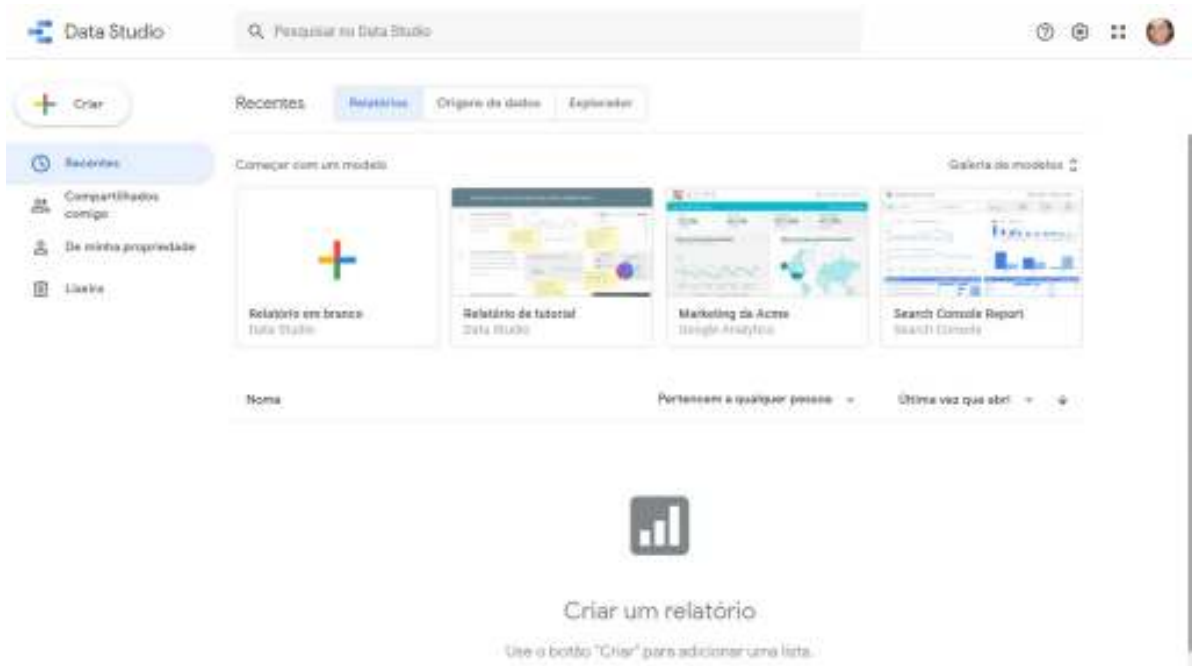 Data Studio
Pesquisar no Data Studio
Criar
Recentes
Relatórios
Origens de dados
Explorador
Recentes
Compartilhados
comigo
De minha propriedade
Lixeira
Começar com um modelo
Galeria de modelos
Relatório em branco
Data Studio
Relatório de tutorial
Data Studio
Marketing da Acme
Google Analytics
Search Console Report
Search Console
Nome
Pertencem a qualquer pessoa
Última vez que abri
Criar um relatório
Use o botão "Criar" para adicionar uma lista.